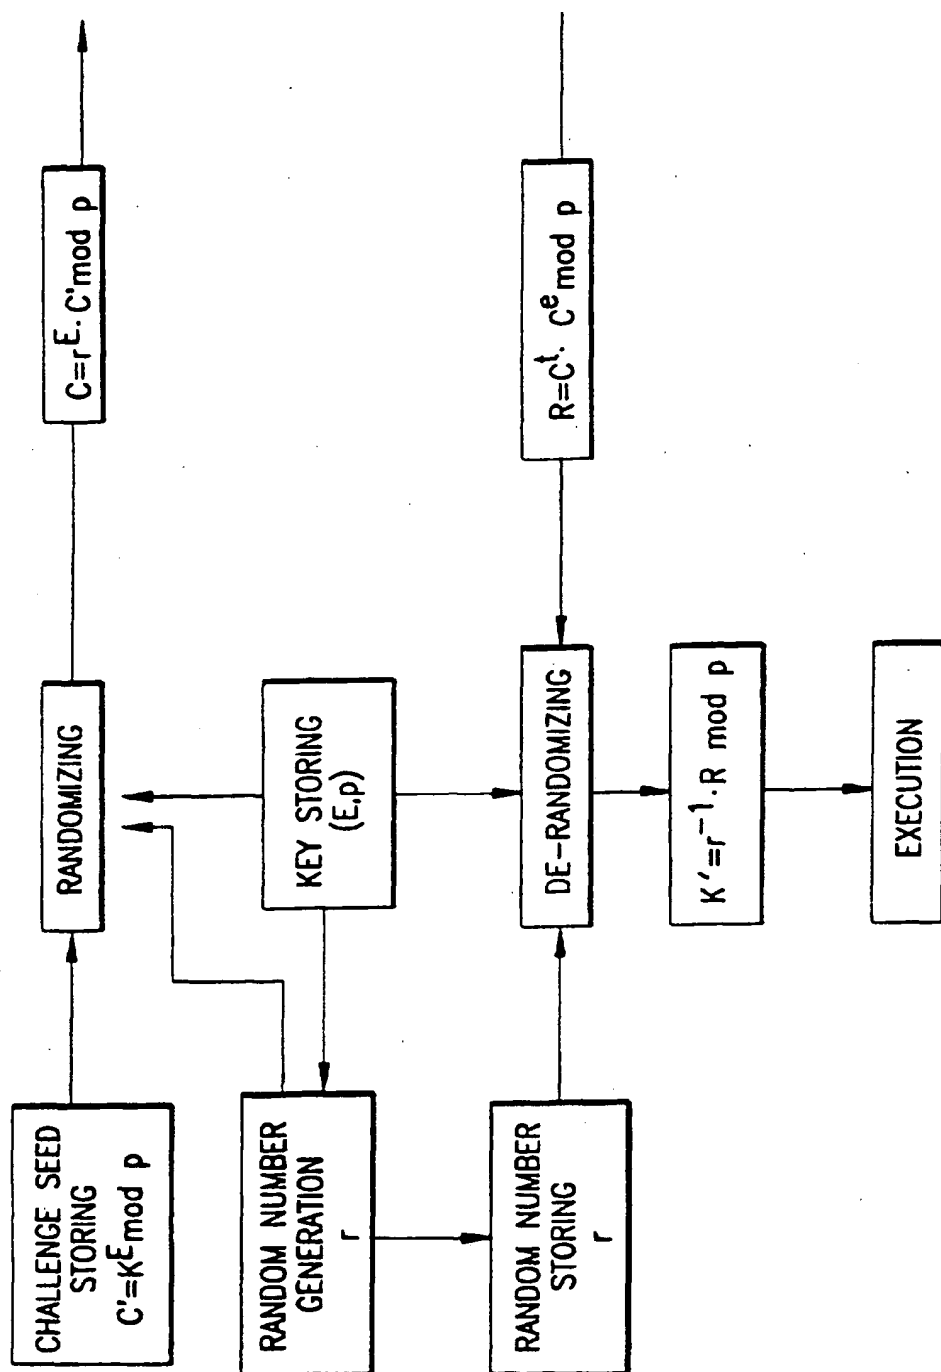 CHALLENGE SEED
STORING
C'=K^E mod p
RANDOMIZING
C=r^E· C' mod p
RANDOM NUMBER
GENERATION
r
KEY STORING
(E,p)
RANDOM NUMBER
STORING
r
DE-RANDOMIZING
R=C^t· C^e mod p
K'=r^-1·R mod p
EXECUTION